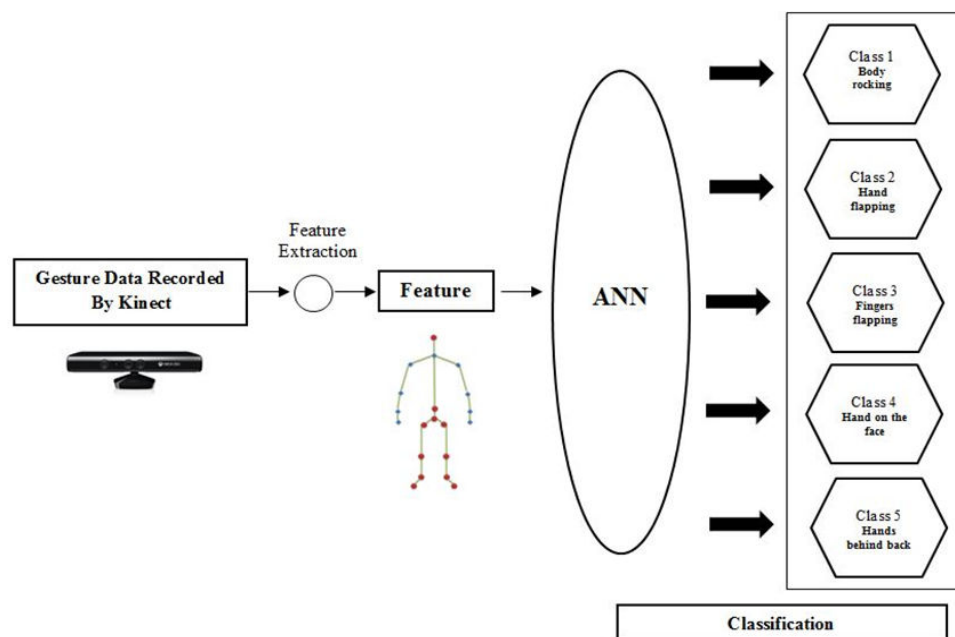 Gesture Data Recorded
By Kinect
Feature
Extraction
Feature
ANN
Class 1
Body
rocking
Class 2
Hand
flapping
Class 3
Fingers
flapping
Class 4
Hand on the
face
Class 5
Hands
behind back
Classification